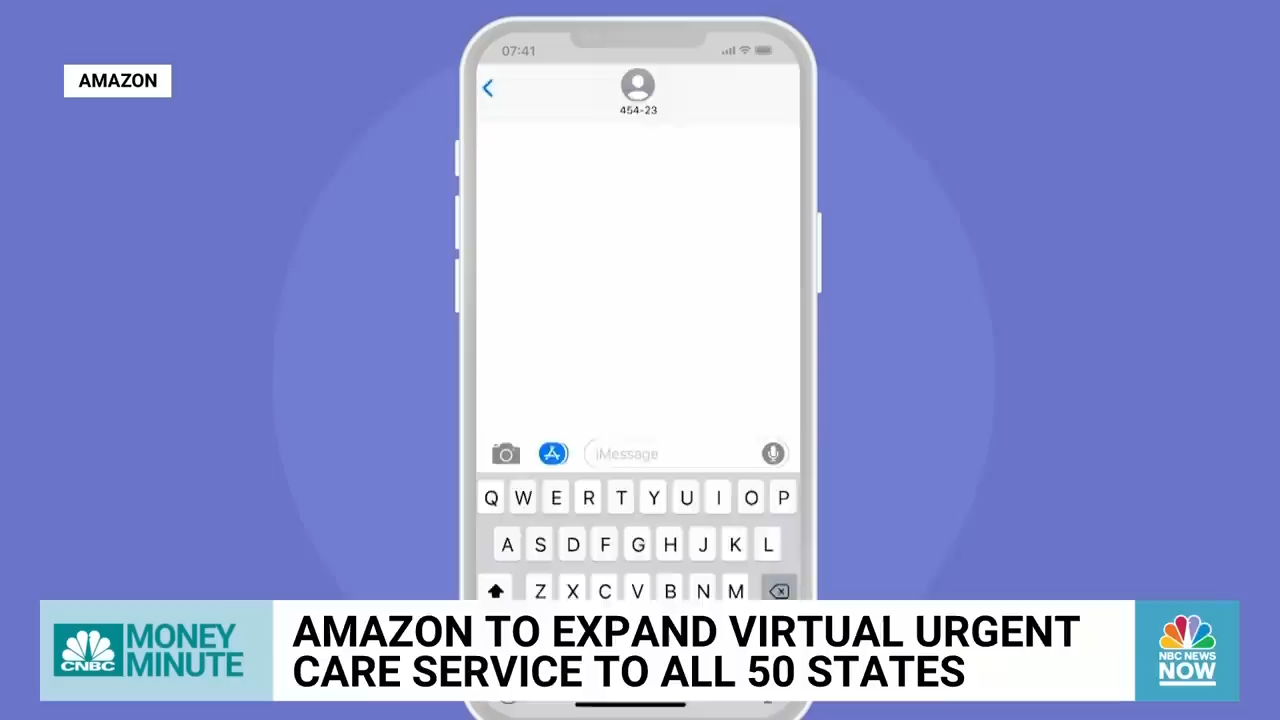 07:41
AMAZON
454-23
iMessage
Q W E R T Y U I O P
A S D F G H J K L
Z X C V B N M
CNBC
MONEY
MINUTE
AMAZON TO EXPAND VIRTUAL URGENT
CARE SERVICE TO ALL 50 STATES
NBC NEWS
NOW